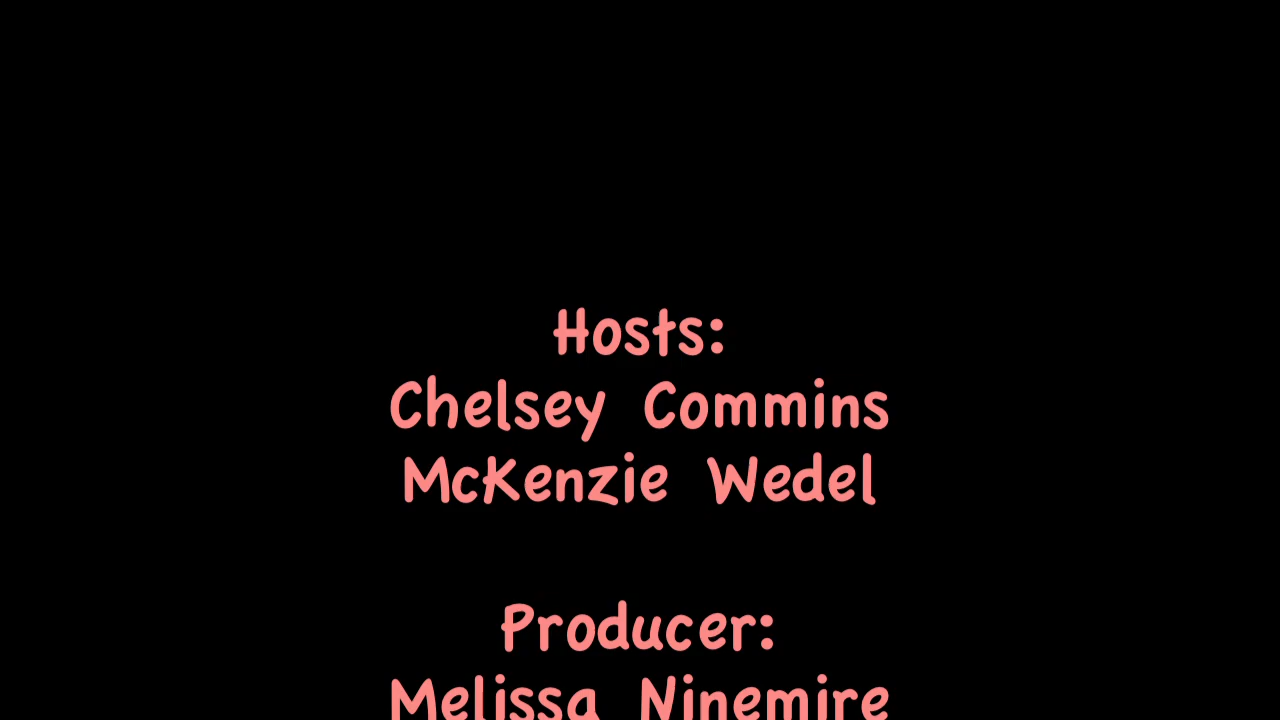 Hosts:
Chelsey Commins
McKenzie Wedel
Producer:
Melissa Ninemire